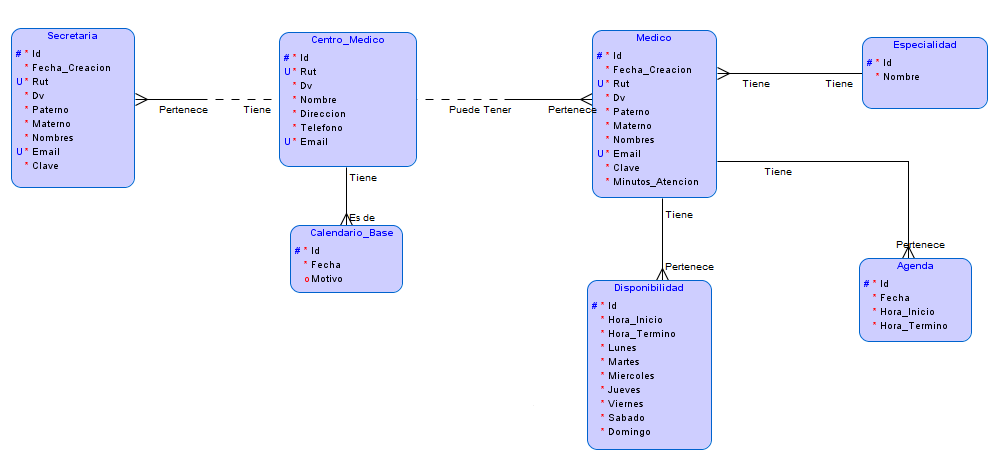 Secretaria
# * Id
* Fecha_Creacion
U * Rut
* Dv
* Paterno
* Materno
* Nombres
U * Email
* Clave
Pertenece
Tiene
Centro_Medico
# * Id
U * Rut
* Dv
* Nombre
* Direccion
* Telefono
U * Email
Puede Tener
Pertenece
Medico
# * Id
* Fecha_Creacion
U * Rut
* Dv
* Paterno
* Materno
* Nombres
U * Email
* Clave
* Minutos_Atencion
Tiene
Tiene
Especialidad
# * Id
* Nombre
Tiene
Es de
Calendario_Base
# * Id
* Fecha
o Motivo
Tiene
Pertenece
Disponibilidad
# * Id
* Hora_Inicio
* Hora_Termino
* Lunes
* Martes
* Miercoles
* Jueves
* Viernes
* Sabado
* Domingo
Tiene
Pertenece
Agenda
# * Id
* Fecha
* Hora_Inicio
* Hora_Termino